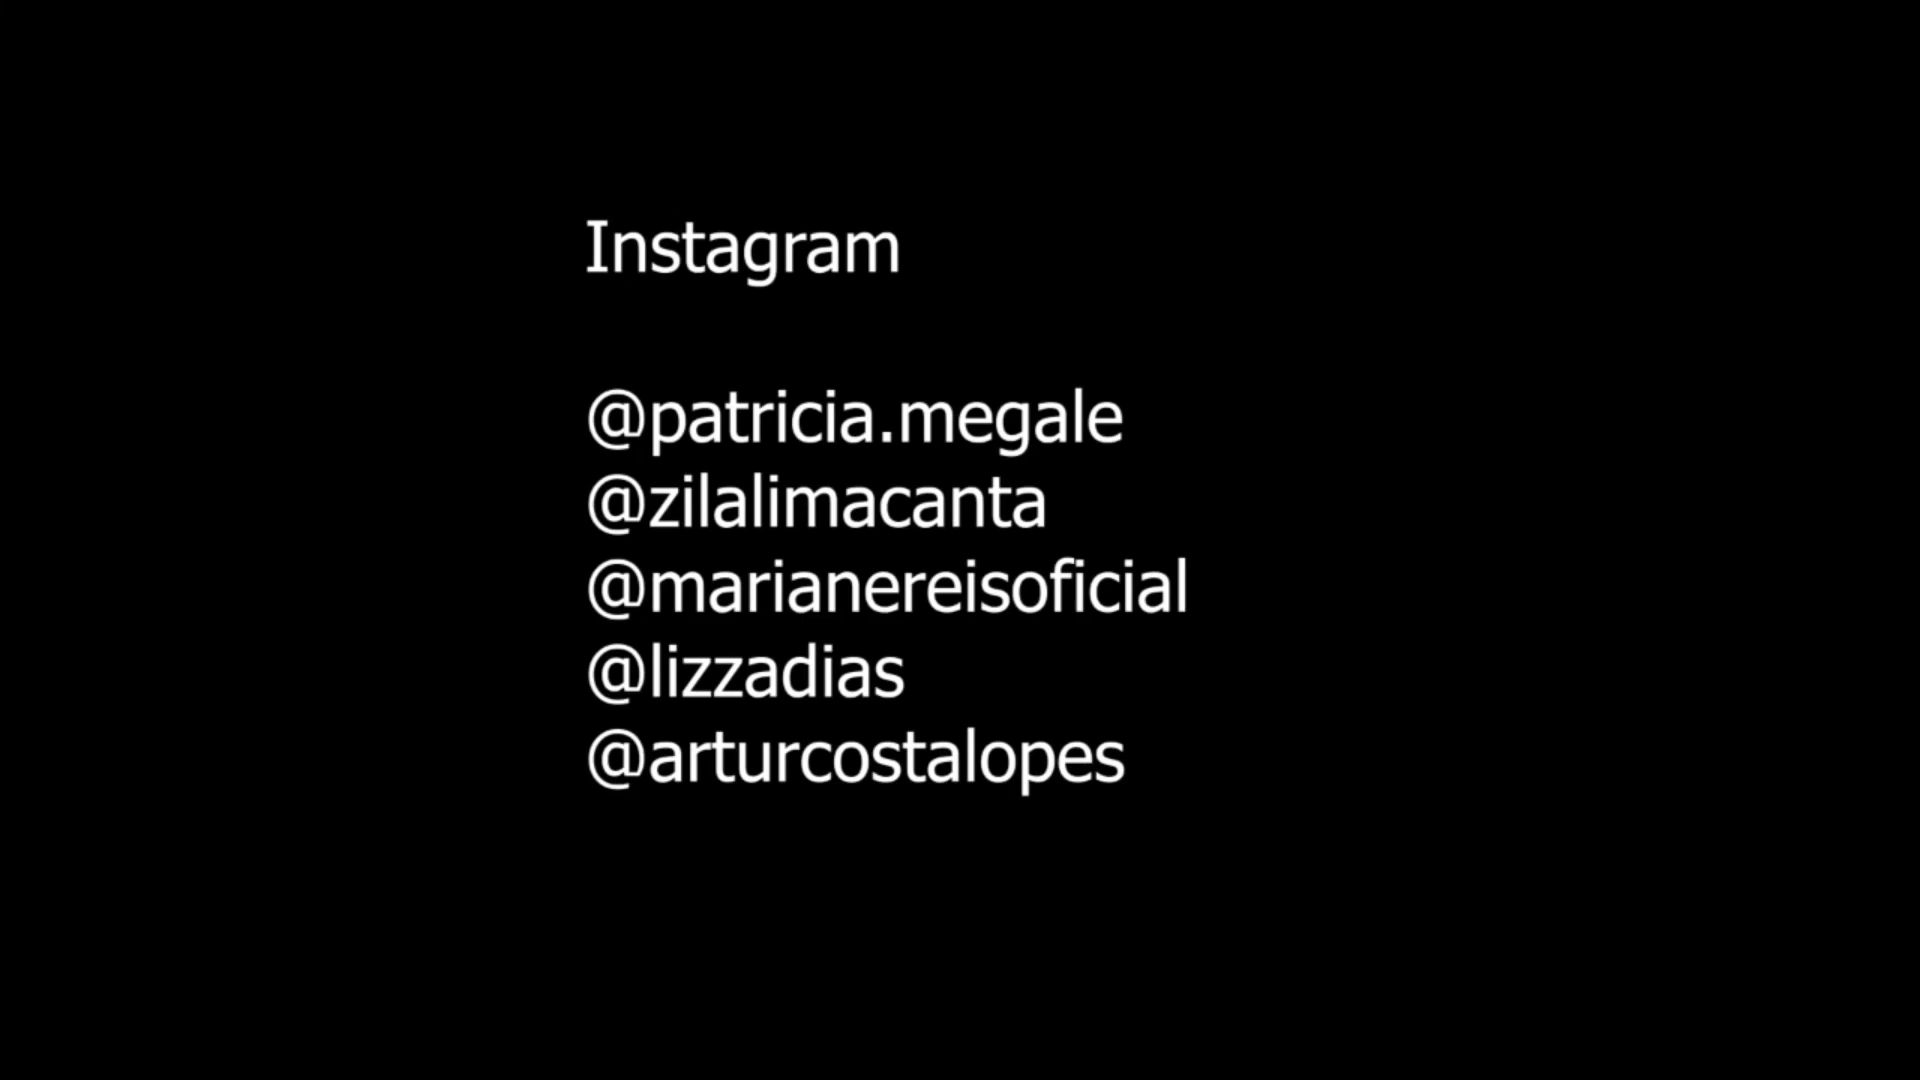 Instagram
@patricia.megale
@zilalimacanta
@marianereisoficial
@lizzadias
@arturcostalopes